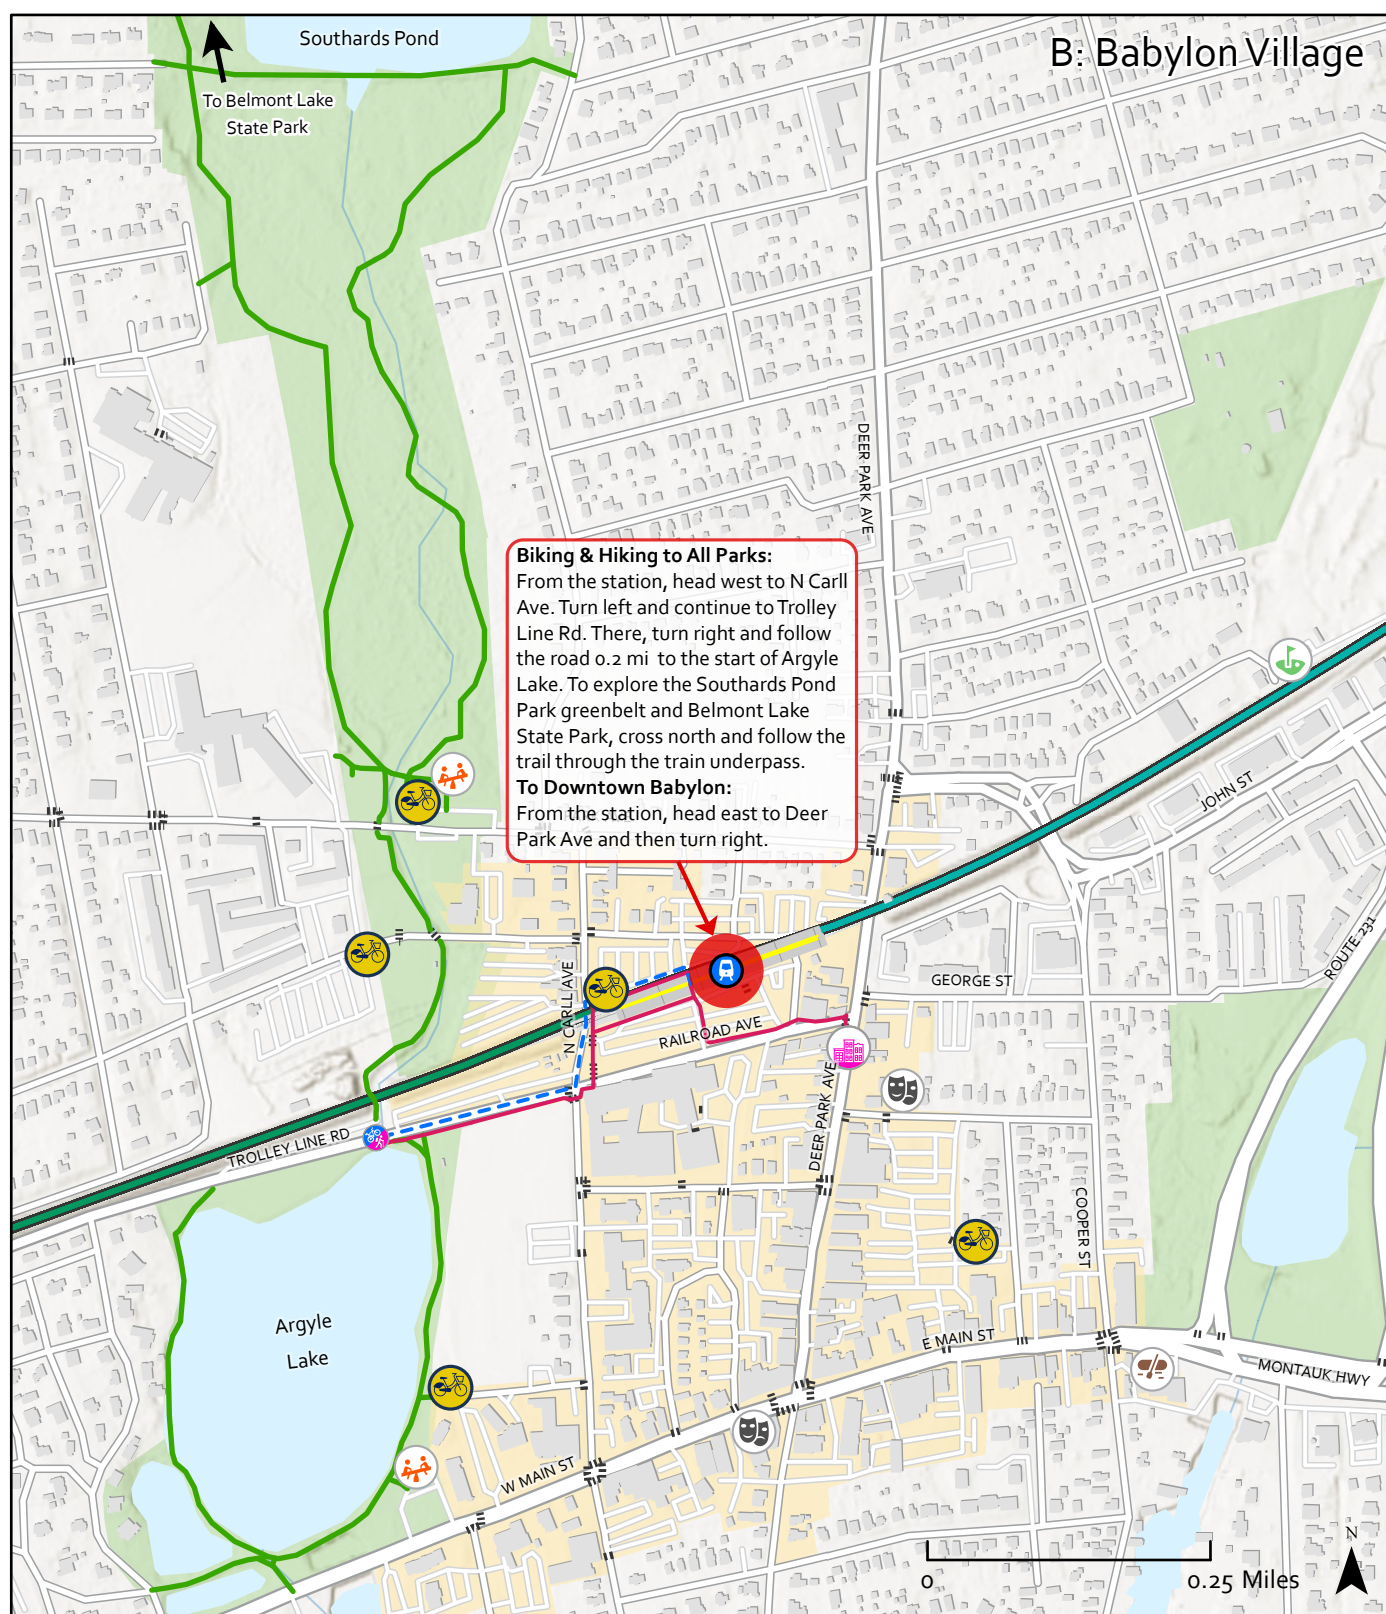 Southards Pond
B: Babylon Village
To Belmont Lake
State Park
DEER PARK AVE
Biking & Hiking to All Parks:
From the station, head west to N Carll
Ave. Turn left and continue to Trolley
Line Rd. There, turn right and follow
the road 0.2 mi  to the start of Argyle
Lake. To explore the Southards Pond
Park greenbelt and Belmont Lake
State Park, cross north and follow the
trail through the train underpass.
To Downtown Babylon:
From the station, head east to Deer
Park Ave and then turn right.
JOHN ST
ROUTE 231
GEORGE ST
N CARLL AVE
RAILROAD AVE
DEER PARK AVE
TROLLEY LINE RD
COOPER ST
Argyle
Lake
E MAIN ST
MONTAUK HWY
W MAIN ST
N
0
0.25 Miles